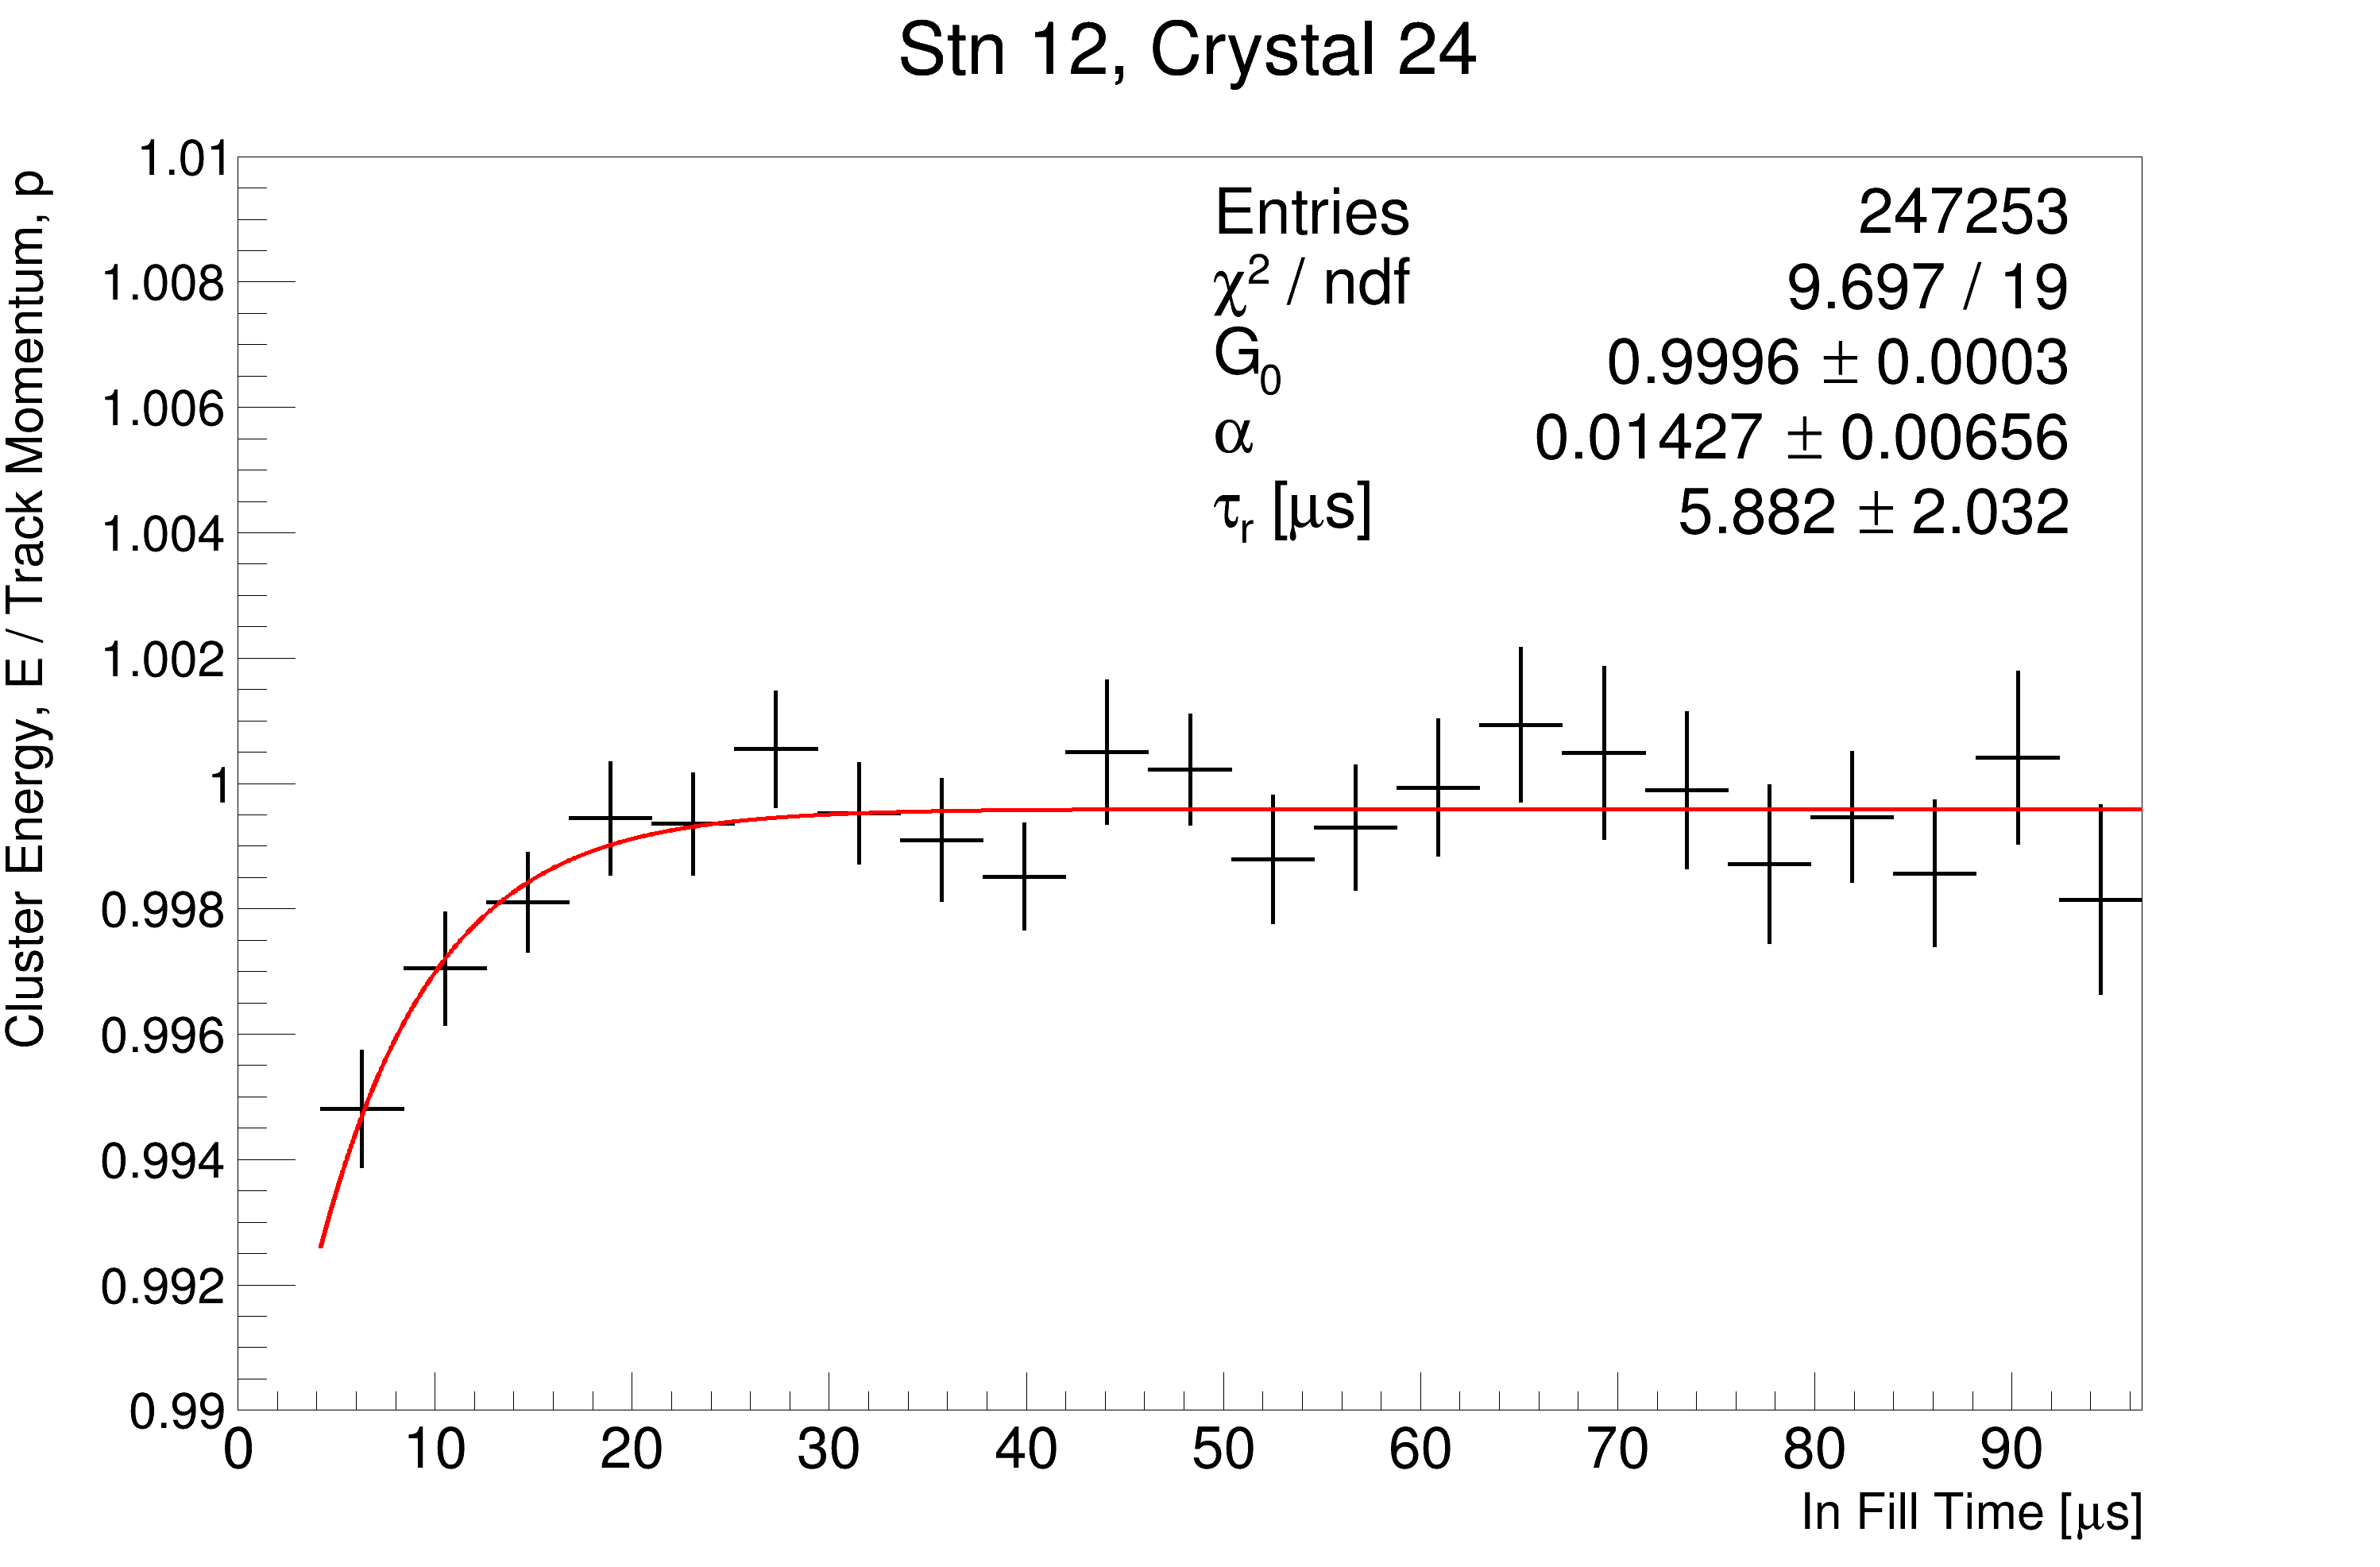 Stn 12, Crystal 24
Cluster Energy, E / Track Momentum, p
1.01
1.008
1.006
1.004
1.002
1
0.998
0.996
0.994
0.992
0.99
Entries 247253
χ² / ndf 9.697 / 19
G₀ 0.9996 ± 0.0003
α 0.01427 ± 0.00656
τᵣ [μs] 5.882 ± 2.032
0 10 20 30 40 50 60 70 80 90
In Fill Time [μs]